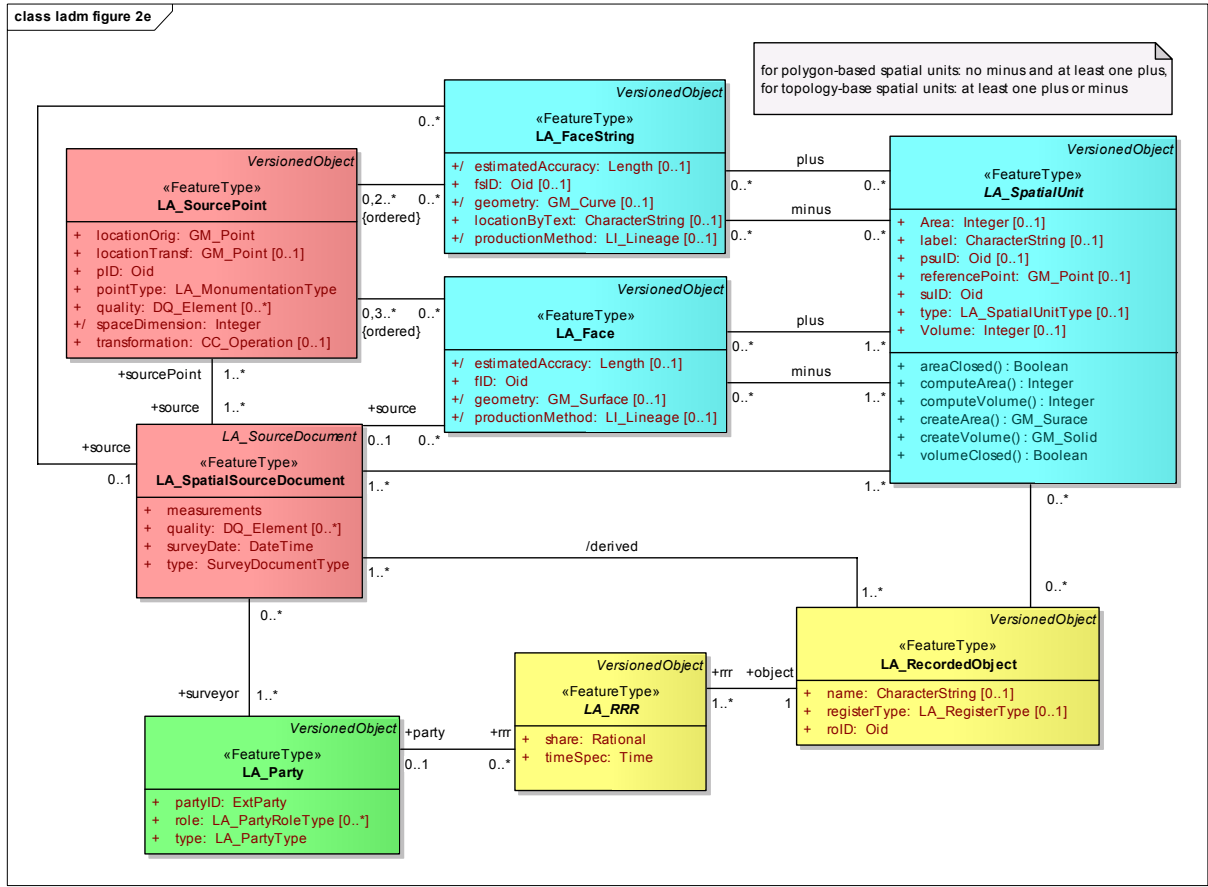 class ladm figure 2e
for polygon-based spatial units: no minus and at least one plus,
for topology-base spatial units: at least one plus or minus
VersionedObject
«FeatureType»
LA_FaceString
+/ estimatedAccuracy: Length [0..1]
+ fsID: Oid [0..1]
+/ geometry: GM_Curve [0..1]
+ locationByText: CharacterString [0..1]
+/ productionMethod: LI_Lineage [0..1]
0..*
VersionedObject
«FeatureType»
LA_SourcePoint
+ locationOrig: GM_Point
+ locationTransf: GM_Point [0..1]
+ pID: Oid
+ pointType: LA_MonumentationType
+ quality: DQ_Element [0..*]
+/ spaceDimension: Integer
+ transformation: CC_Operation [0..1]
0,2..* 0..*
{ordered}
0,3..* 0..*
{ordered}
plus
0..* 0..*
minus
0..* 0..*
VersionedObject
«FeatureType»
LA_SpatialUnit
+ Area: Integer [0..1]
+ label: CharacterString [0..1]
+ psuID: Oid [0..1]
+ referencePoint: GM_Point [0..1]
+ suID: Oid
+ type: LA_SpatialUnitType [0..1]
+ Volume: Integer [0..1]
+ areaClosed() : Boolean
+ computeArea() : Integer
+ computeVolume() : Integer
+ createArea() : GM_Surace
+ createVolume() : GM_Solid
+ volumeClosed() : Boolean
VersionedObject
«FeatureType»
LA_Face
+/ estimatedAccracy: Length [0..1]
+ fID: Oid
+/ geometry: GM_Surface [0..1]
+/ productionMethod: LI_Lineage [0..1]
plus
0..* 1..*
minus
0..* 1..*
+sourcePoint 1..*
+source 1..*
+source
0..1 0..*
+source
0..1
LA_SourceDocument
«FeatureType»
LA_SpatialSourceDocument
+ measurements
+ quality: DQ_Element [0..*]
+ surveyDate: DateTime
+ type: SurveyDocumentType
1..* 1..*
/derived
1..* 1..*
0..*
0..*
0..*
+surveyor 1..*
VersionedObject
«FeatureType»
LA_RecordedObject
+ name: CharacterString [0..1]
+ registerType: LA_RegisterType [0..1]
+ roID: Oid
VersionedObject
«FeatureType»
LA_RRR
+ share: Rational
+ timeSpec: Time
+rrr +object
1..* 1
VersionedObject
«FeatureType»
LA_Party
+ partyID: ExtParty
+ role: LA_PartyRoleType [0..*]
+ type: LA_PartyType
+party +rrr
0..1 0..*